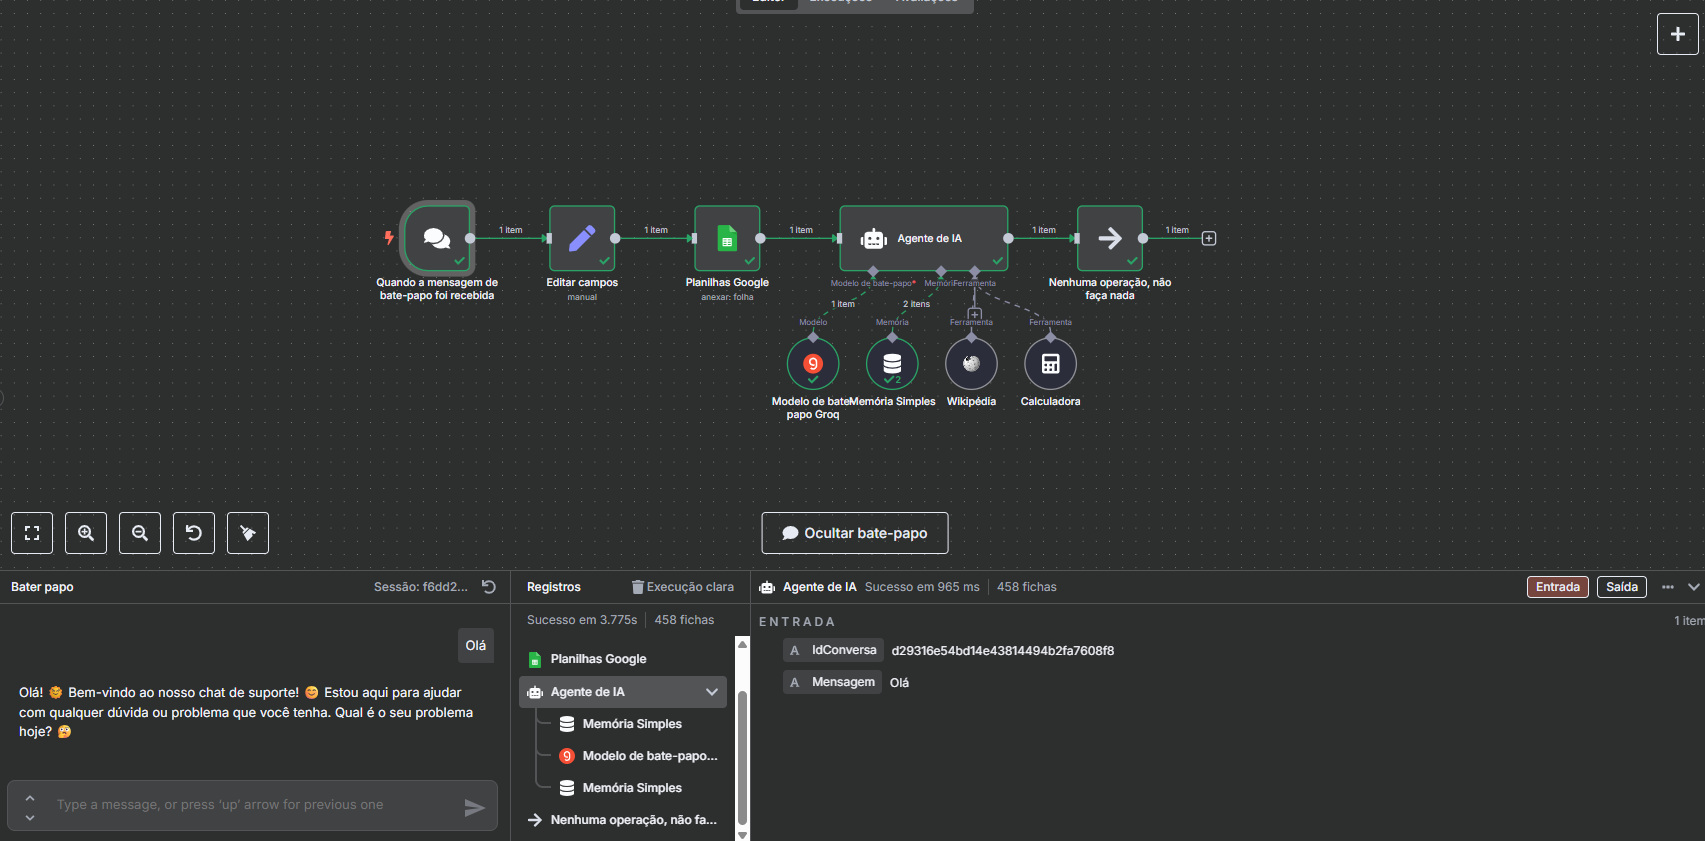 Editor Execuções Avaliações
1 item
1 item
1 item
1 item
1 item
Agente de IA
Quando a mensagem de
bate-papo foi recebida
Editar campos
manual
Planilhas Google
anexar: folha
Modelo de bate-papo*
Memóri
Ferramenta
Nenhuma operação, não
faça nada
1 item
2 itens
Modelo
Memória
Ferramenta
Ferramenta
Modelo de bate
papo Groq
Memória Simples
Wikipédia
Calculadora
Ocultar bate-papo
Bater papo
Sessão: f6dd2...
Registros
Execução clara
Agente de IA
Sucesso em 965 ms
458 fichas
Entrada
Saída
Sucesso em 3.775s
458 fichas
ENTRADA
1 item
Olá
Olá! Bem-vindo ao nosso chat de suporte! Estou aqui para ajudar
com qualquer dúvida ou problema que você tenha. Qual é o seu problema
hoje?
Type a message, or press ‘up’ arrow for previous one
Planilhas Google
Agente de IA
Memória Simples
Modelo de bate-papo...
Memória Simples
Nenhuma operação, não fa...
A IdConversa d29316e54bd14e43814494b2fa7608f8
A Mensagem Olá